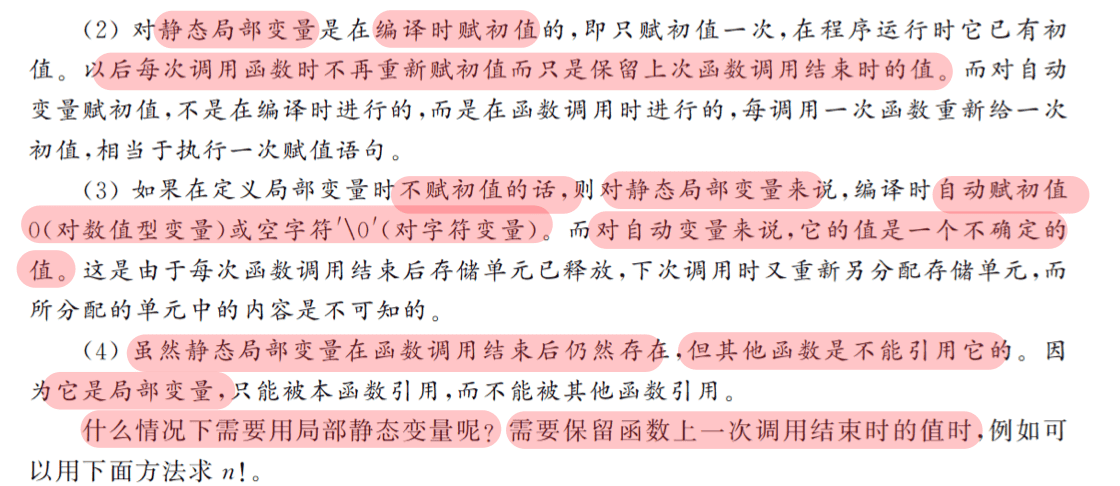 (2) 对静态局部变量是在编译时赋初值的,即只赋初值一次,在程序运行时它已有初
值。以后每次调用函数时不再重新赋初值而只是保留上次函数调用结束时的值。而对自动
变量赋初值,不是在编译时进行的,而是在函数调用时进行的,每调用一次函数重新给一次
初值,相当于执行一次赋值语句。
(3) 如果在定义局部变量时不赋初值的话,则对静态局部变量来说,编译时自动赋初值
0(对数值型变量)或空字符'\0'(对字符变量)。而对自动变量来说,它的值是一个不确定的
值。这是由于每次函数调用结束后存储单元已释放,下次调用时又重新另分配存储单元,而
所分配的单元中的内容是不可知的。
(4) 虽然静态局部变量在函数调用结束后仍然存在,但其他函数是不能引用它的。因
为它是局部变量,只能被本函数引用,而不能被其他函数引用。
什么情况下需要用局部静态变量呢?需要保留函数上一次调用结束时的值时,例如可
以用下面方法求 n!。